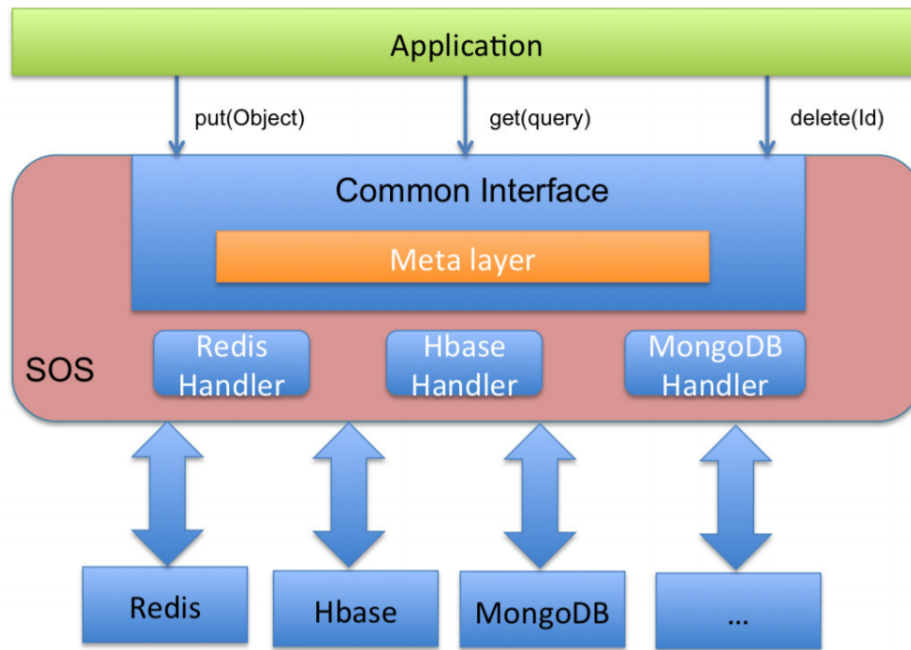 Application
put(Object)
get(query)
delete(Id)
Common Interface
Meta layer
Redis
Handler
Hbase
Handler
MongoDB
Handler
SOS
Redis
Hbase
MongoDB
...